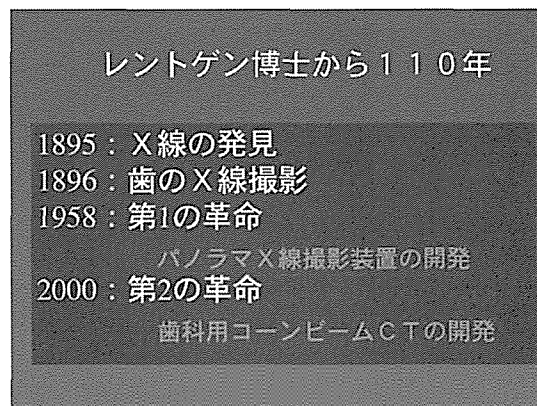 レントゲン博士から１１０年
1895：Ｘ線の発見
1896：歯のＸ線撮影
1958：第1の革命
パノラマＸ線撮影装置の開発
2000：第2の革命
歯科用コーンビームＣＴの開発